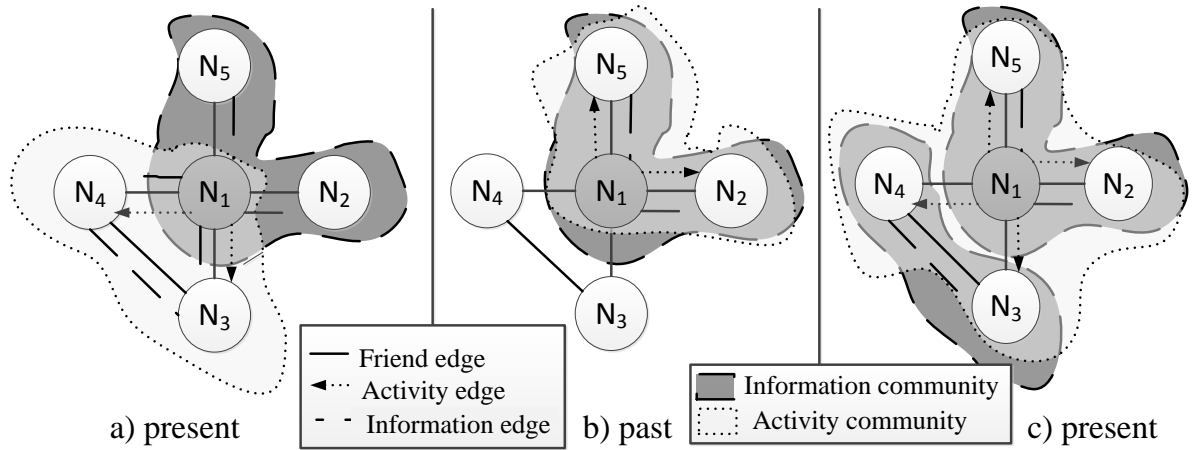 N5
N4
N1
N2
N3
a) present
N5
N4
N1
N2
N3
b) past
N5
N4
N1
N2
N3
c) present
Friend edge
Activity edge
Information edge
Information community
Activity community